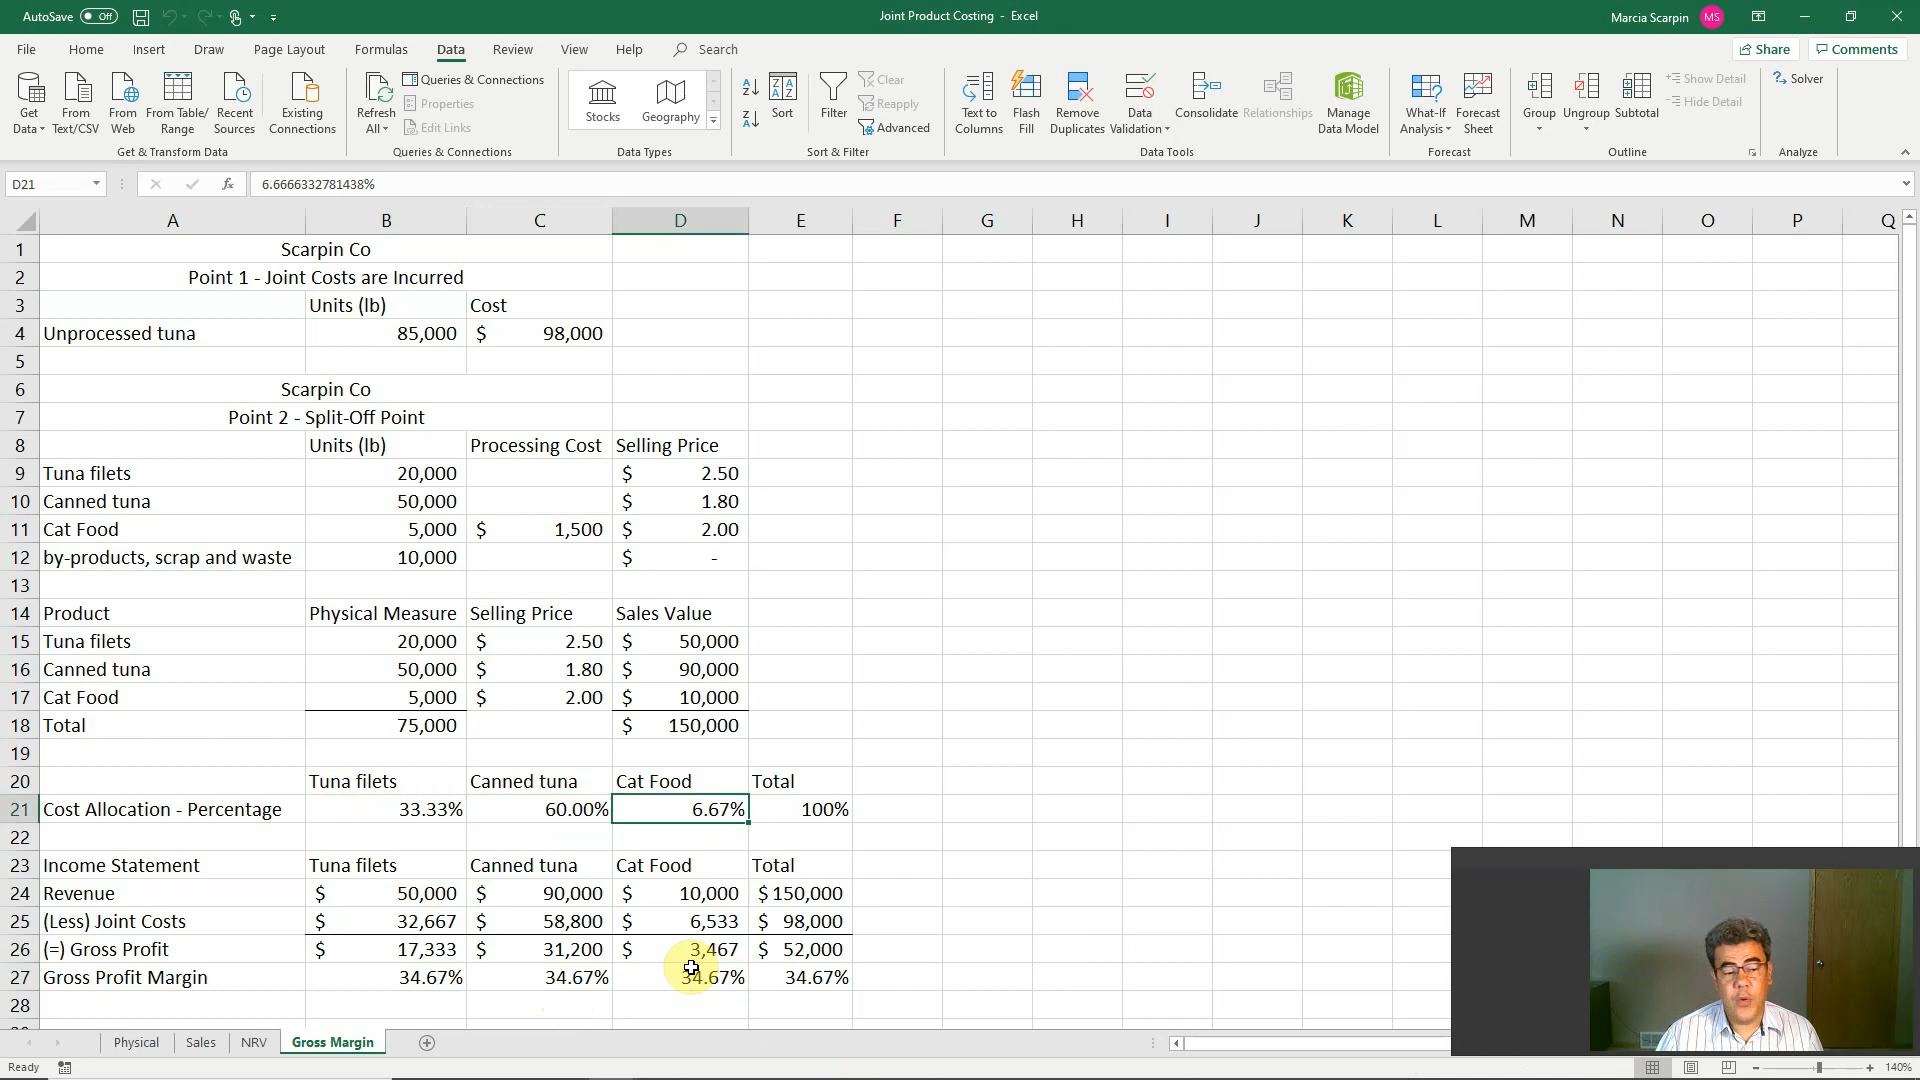 AutoSave Off
Joint Product Costing - Excel
Marcia Scarpin MS
File Home Insert Draw Page Layout Formulas Data Review View Help Search
Share Comments
Get Data
From Text/CSV
From Web
From Table/ Range
Recent Sources
Existing Connections
Get & Transform Data
Refresh All
Queries & Connections
Properties
Edit Links
Queries & Connections
Stocks Geography
Data Types
Sort
Filter
Clear
Reapply
Advanced
Sort & Filter
Text to Columns
Flash Fill
Remove Duplicates
Data Validation
Consolidate
Relationships
Manage Data Model
Data Tools
What-If Analysis
Forecast Sheet
Forecast
Group
Ungroup
Subtotal
Show Detail
Hide Detail
Outline
Solver
Analyze
D21 fx 6.6666332781438%
A B C D E F G H I J K L M N O P Q
1 Scarpin Co
2 Point 1 - Joint Costs are Incurred
3 Units (lb) Cost
4 Unprocessed tuna 85,000 $ 98,000
5
6 Scarpin Co
7 Point 2 - Split-Off Point
8 Units (lb) Processing Cost Selling Price
9 Tuna filets 20,000 $ 2.50
10 Canned tuna 50,000 $ 1.80
11 Cat Food 5,000 $ 1,500 $ 2.00
12 by-products, scrap and waste 10,000 $ -
13
14 Product Physical Measure Selling Price Sales Value
15 Tuna filets 20,000 $ 2.50 $ 50,000
16 Canned tuna 50,000 $ 1.80 $ 90,000
17 Cat Food 5,000 $ 2.00 $ 10,000
18 Total 75,000 $ 150,000
19
20 Tuna filets Canned tuna Cat Food Total
21 Cost Allocation - Percentage 33.33% 60.00% 6.67% 100%
22
23 Income Statement Tuna filets Canned tuna Cat Food Total
24 Revenue $ 50,000 $ 90,000 $ 10,000 $ 150,000
25 (Less) Joint Costs $ 32,667 $ 58,800 $ 6,533 $ 98,000
26 (=) Gross Profit $ 17,333 $ 31,200 $ 3,467 $ 52,000
27 Gross Profit Margin 34.67% 34.67% 34.67% 34.67%
28
Physical Sales NRV Gross Margin
Ready
140%